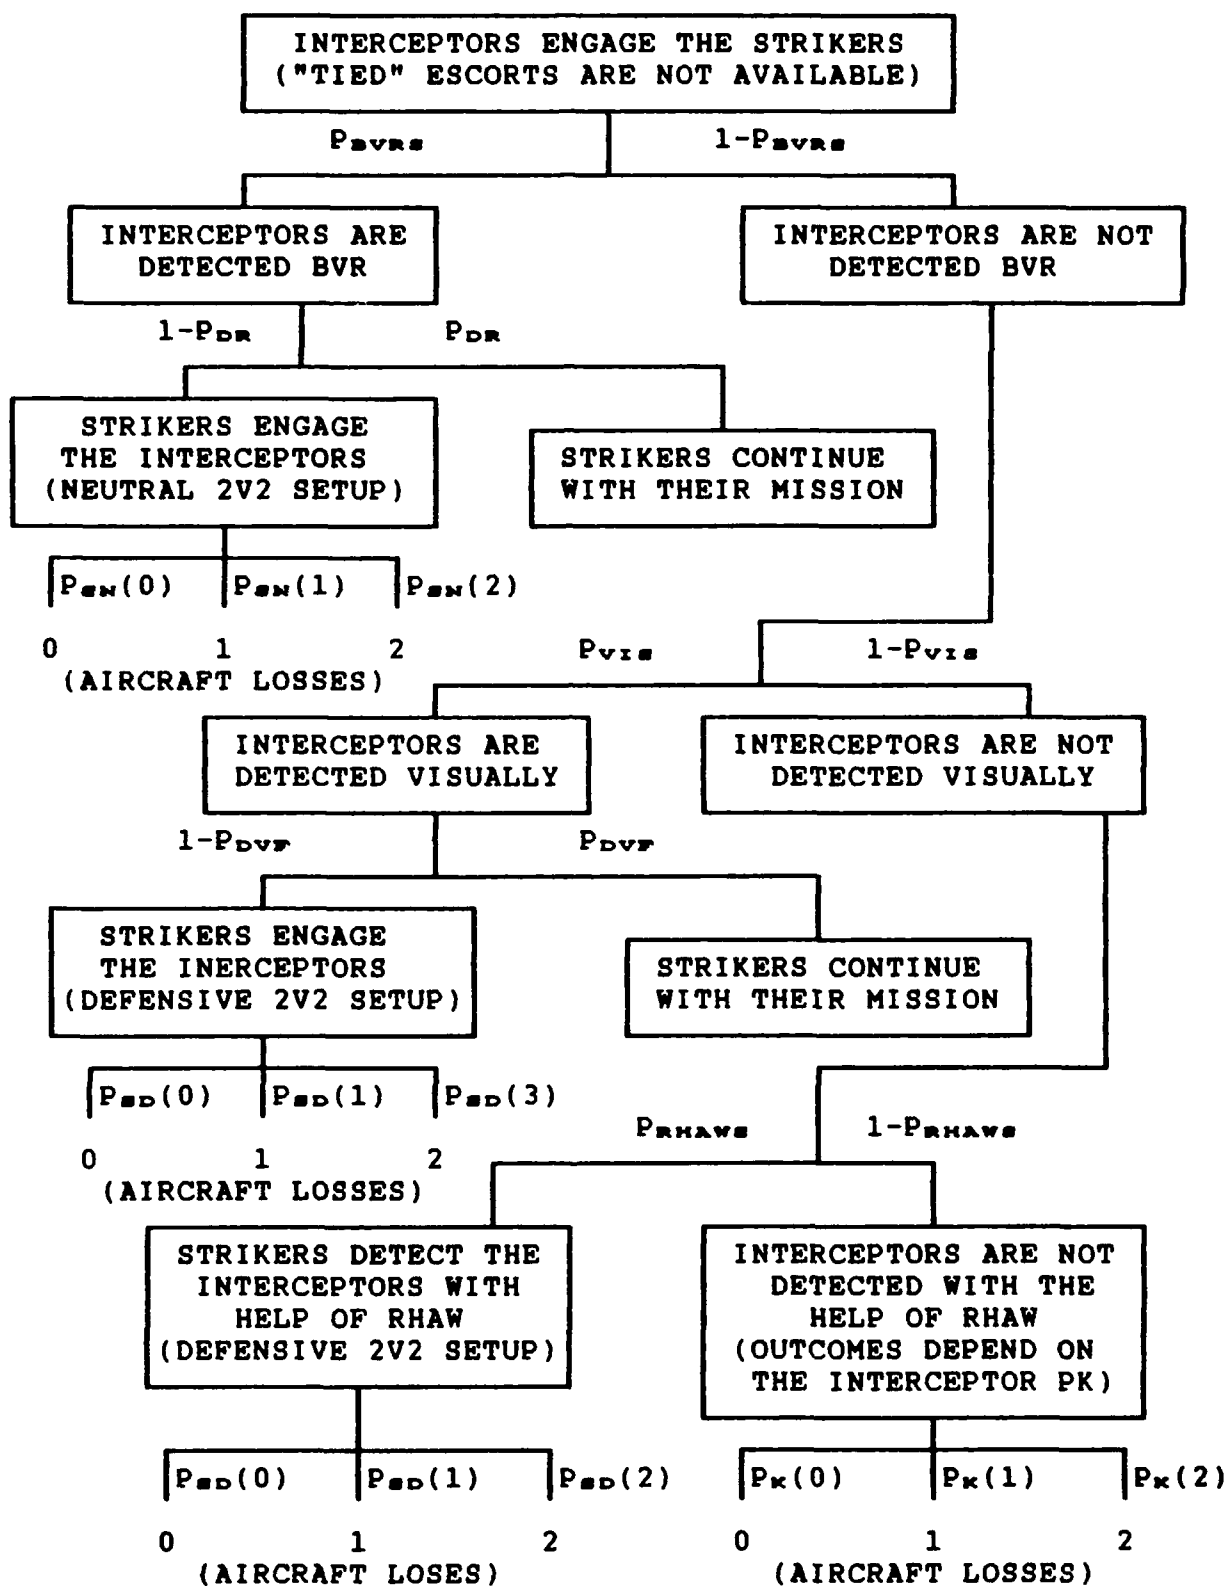 INTERCEPTORS ENGAGE THE STRIKERS
("TIED" ESCORTS ARE NOT AVAILABLE)
PBVRS 1-PBVRS
INTERCEPTORS ARE
DETECTED BVR
INTERCEPTORS ARE NOT
DETECTED BVR
1-PDR PDR
STRIKERS ENGAGE
THE INTERCEPTORS
(NEUTRAL 2V2 SETUP)
STRIKERS CONTINUE
WITH THEIR MISSION
PSN(0) PSN(1) PSN(2)
0 1 2
(AIRCRAFT LOSSES)
PVIS 1-PVIS
INTERCEPTORS ARE
DETECTED VISUALLY
INTERCEPTORS ARE NOT
DETECTED VISUALLY
1-PDVF PDVF
STRIKERS ENGAGE
THE INERCEPTORS
(DEFENSIVE 2V2 SETUP)
STRIKERS CONTINUE
WITH THEIR MISSION
PSD(0) PSD(1) PSD(3)
0 1 2
(AIRCRAFT LOSSES)
PRHAWS 1-PRHAWS
STRIKERS DETECT THE
INTERCEPTORS WITH
HELP OF RHAW
(DEFENSIVE 2V2 SETUP)
INTERCEPTORS ARE NOT
DETECTED WITH THE
HELP OF RHAW
(OUTCOMES DEPEND ON
THE INTERCEPTOR PK)
PSD(0) PSD(1) PSD(2)
0 1 2
(AIRCRAFT LOSES)
PK(0) PK(1) PK(2)
0 1 2
(AIRCRAFT LOSSES)